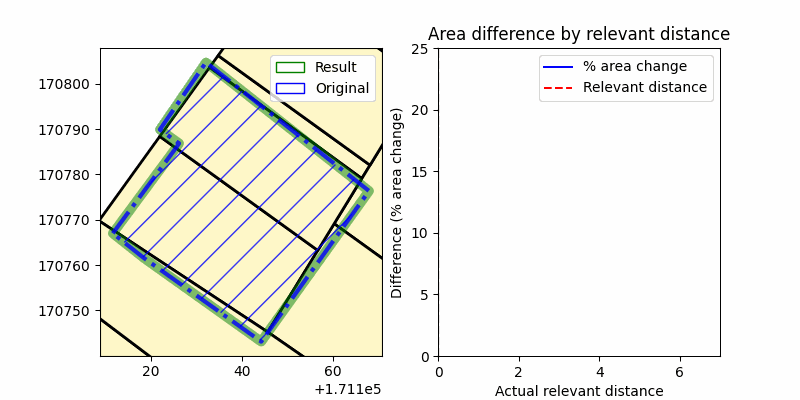 Area difference by relevant distance
Result
Original
170800
170790
170780
170770
170760
170750
20
40
60
+1.711e5
% area change
Relevant distance
Difference (% area change)
25
20
15
10
5
0
0
2
4
6
Actual relevant distance